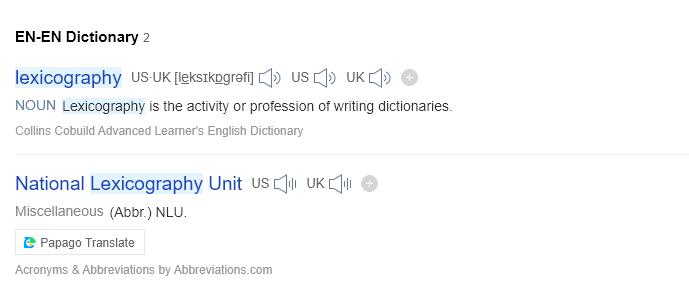 EN-EN Dictionary 2
lexicography US·UK [leksɪkɒgrəfi] US UK
NOUN Lexicography is the activity or profession of writing dictionaries.
Collins Cobuild Advanced Learner's English Dictionary
National Lexicography Unit US UK
Miscellaneous (Abbr.) NLU.
Papago Translate
Acronyms & Abbreviations by Abbreviations.com